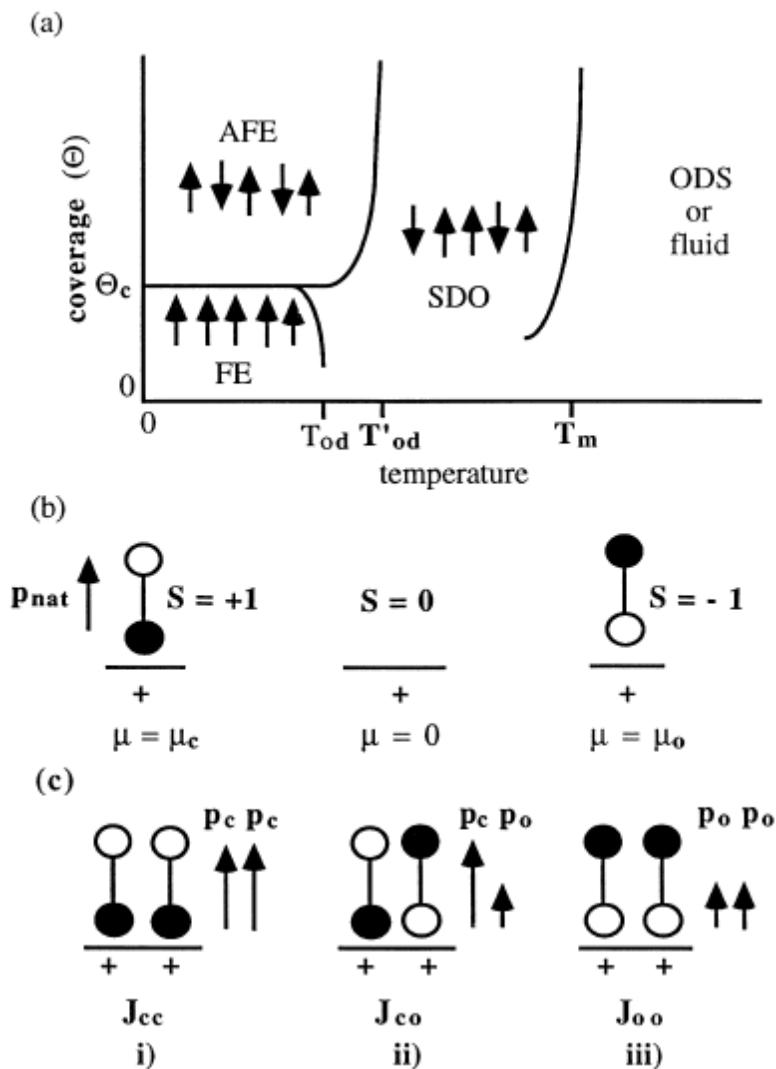 (a)
coverage (Θ)
AFE
ODS
or
fluid
Θc
SDO
FE
0
0
Tod T'od Tm
temperature
(b)
pnat S = +1 S = 0 S = - 1
+ + +
μ = μc μ = 0 μ = μo
(c)
pc pc pc po po po
+ + + + + +
Jcc Jco Joo
i) ii) iii)